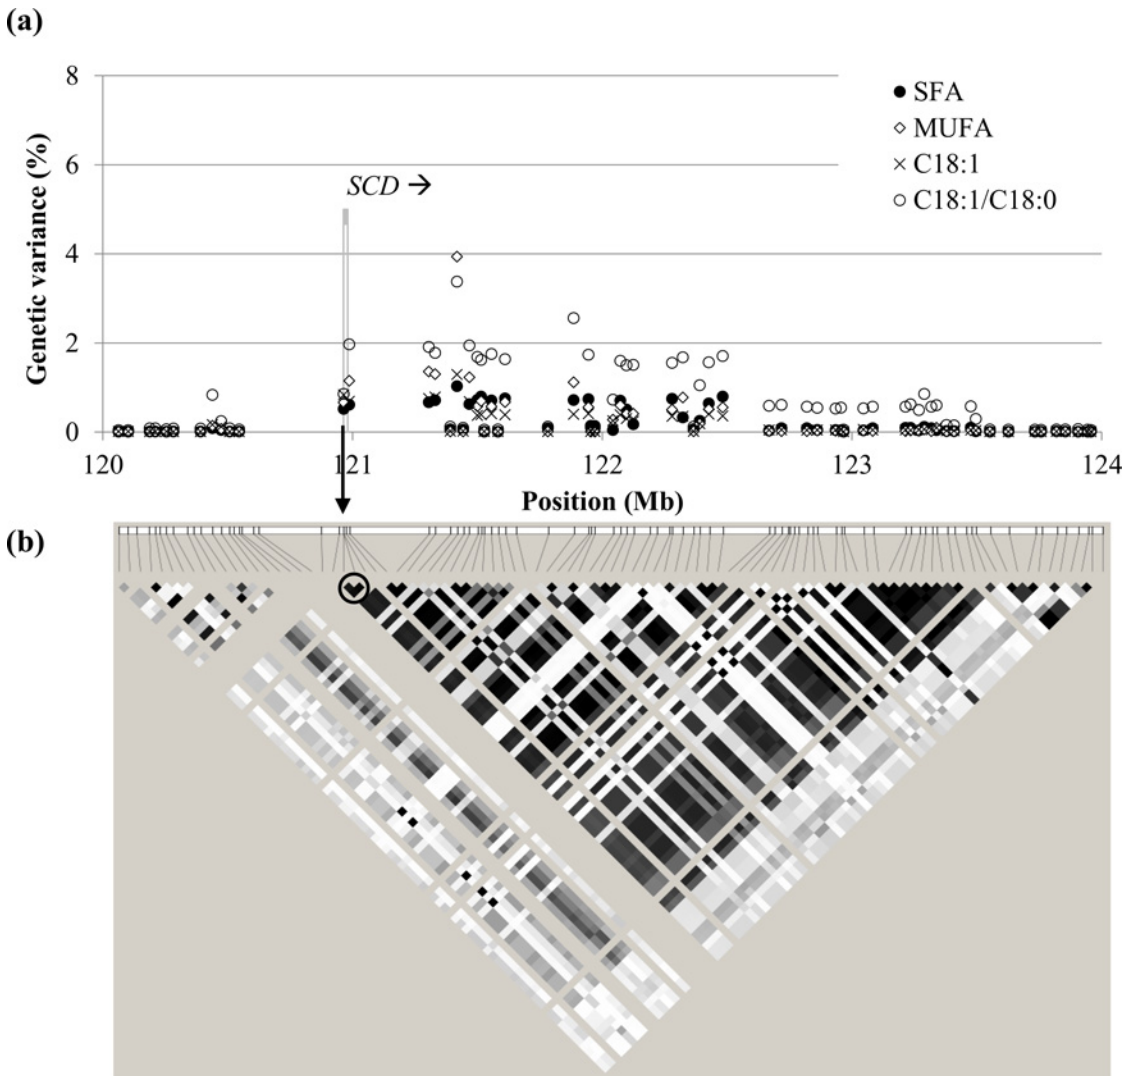 (a)
8
6
4
2
0
Genetic variance (%)
SFA
MUFA
C18:1
C18:1/C18:0
SCD →
120 121 122 123 124
Position (Mb)
(b)